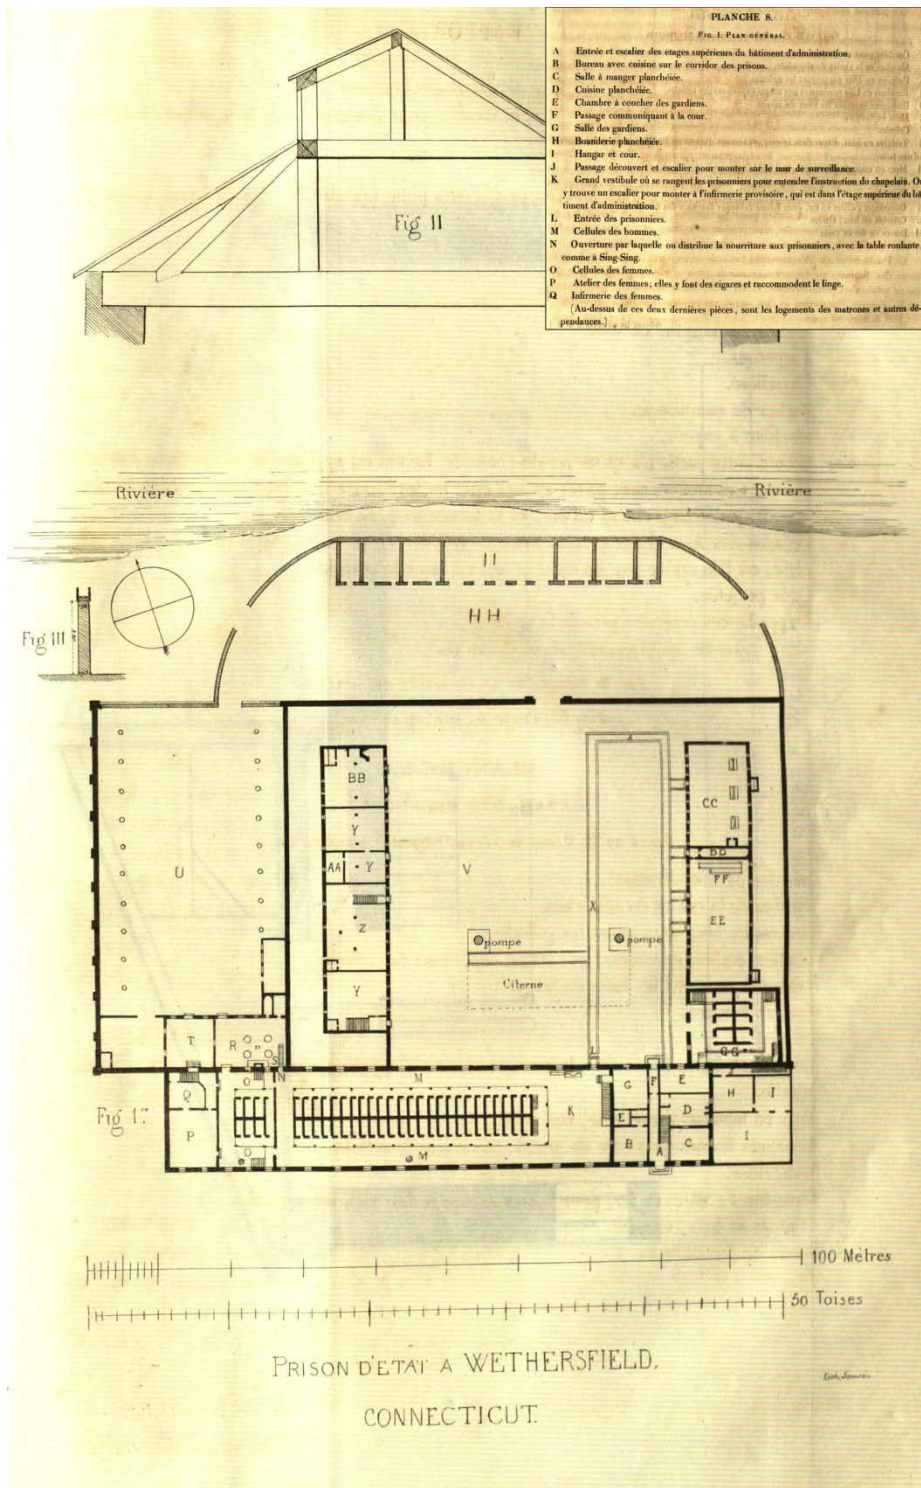 PLANCHE 8.
Fig. I. Plan général.
A Entrée et escalier des étages supérieurs du bâtiment d'administration.
B Bureau avec cuisine sur le corridor des prisons.
C Salle à manger planchéiée.
D Cuisine planchéiée.
E Chambre à coucher des gardiens.
F Passage communiquant à la cour.
G Salle des gardiens.
H Buanderie planchéiée.
I Hangar et cour.
J Passage découvert et escalier pour monter sur le mur de surveillance.
K Grand vestibule où se rangent les prisonniers pour entendre l'instruction du chapelain. On
y trouve un escalier pour monter à l'infirmerie provisoire, qui est dans l'étage supérieur du bâ
timent d'administration.
L Entrée des prisonniers.
M Cellules des hommes.
N Ouverture par laquelle on distribue la nourriture aux prisonniers, avec la table roulante
comme à Sing-Sing.
O Cellules des femmes.
P Atelier des femmes; elles y font des cigares et raccommodent le linge.
Q Infirmerie des femmes.
(Au-dessus de ces deux dernières pièces, sont les logements des matrones et autres dé-
pendances.)
Fig II
Rivière Rivière
II
HH
Fig III
BB
X
CC
Y
DD
AA Y
FF
U
V
EE
Z
X
pompe pompe
Y
Citerne
T R S
GG
O N M
G F E
H I
Q
K
E D
Fig 1re
P
I
B A C
O M
100 Mètres
50 Toises
PRISON D'ETAT A WETHERSFIELD.
CONNECTICUT.